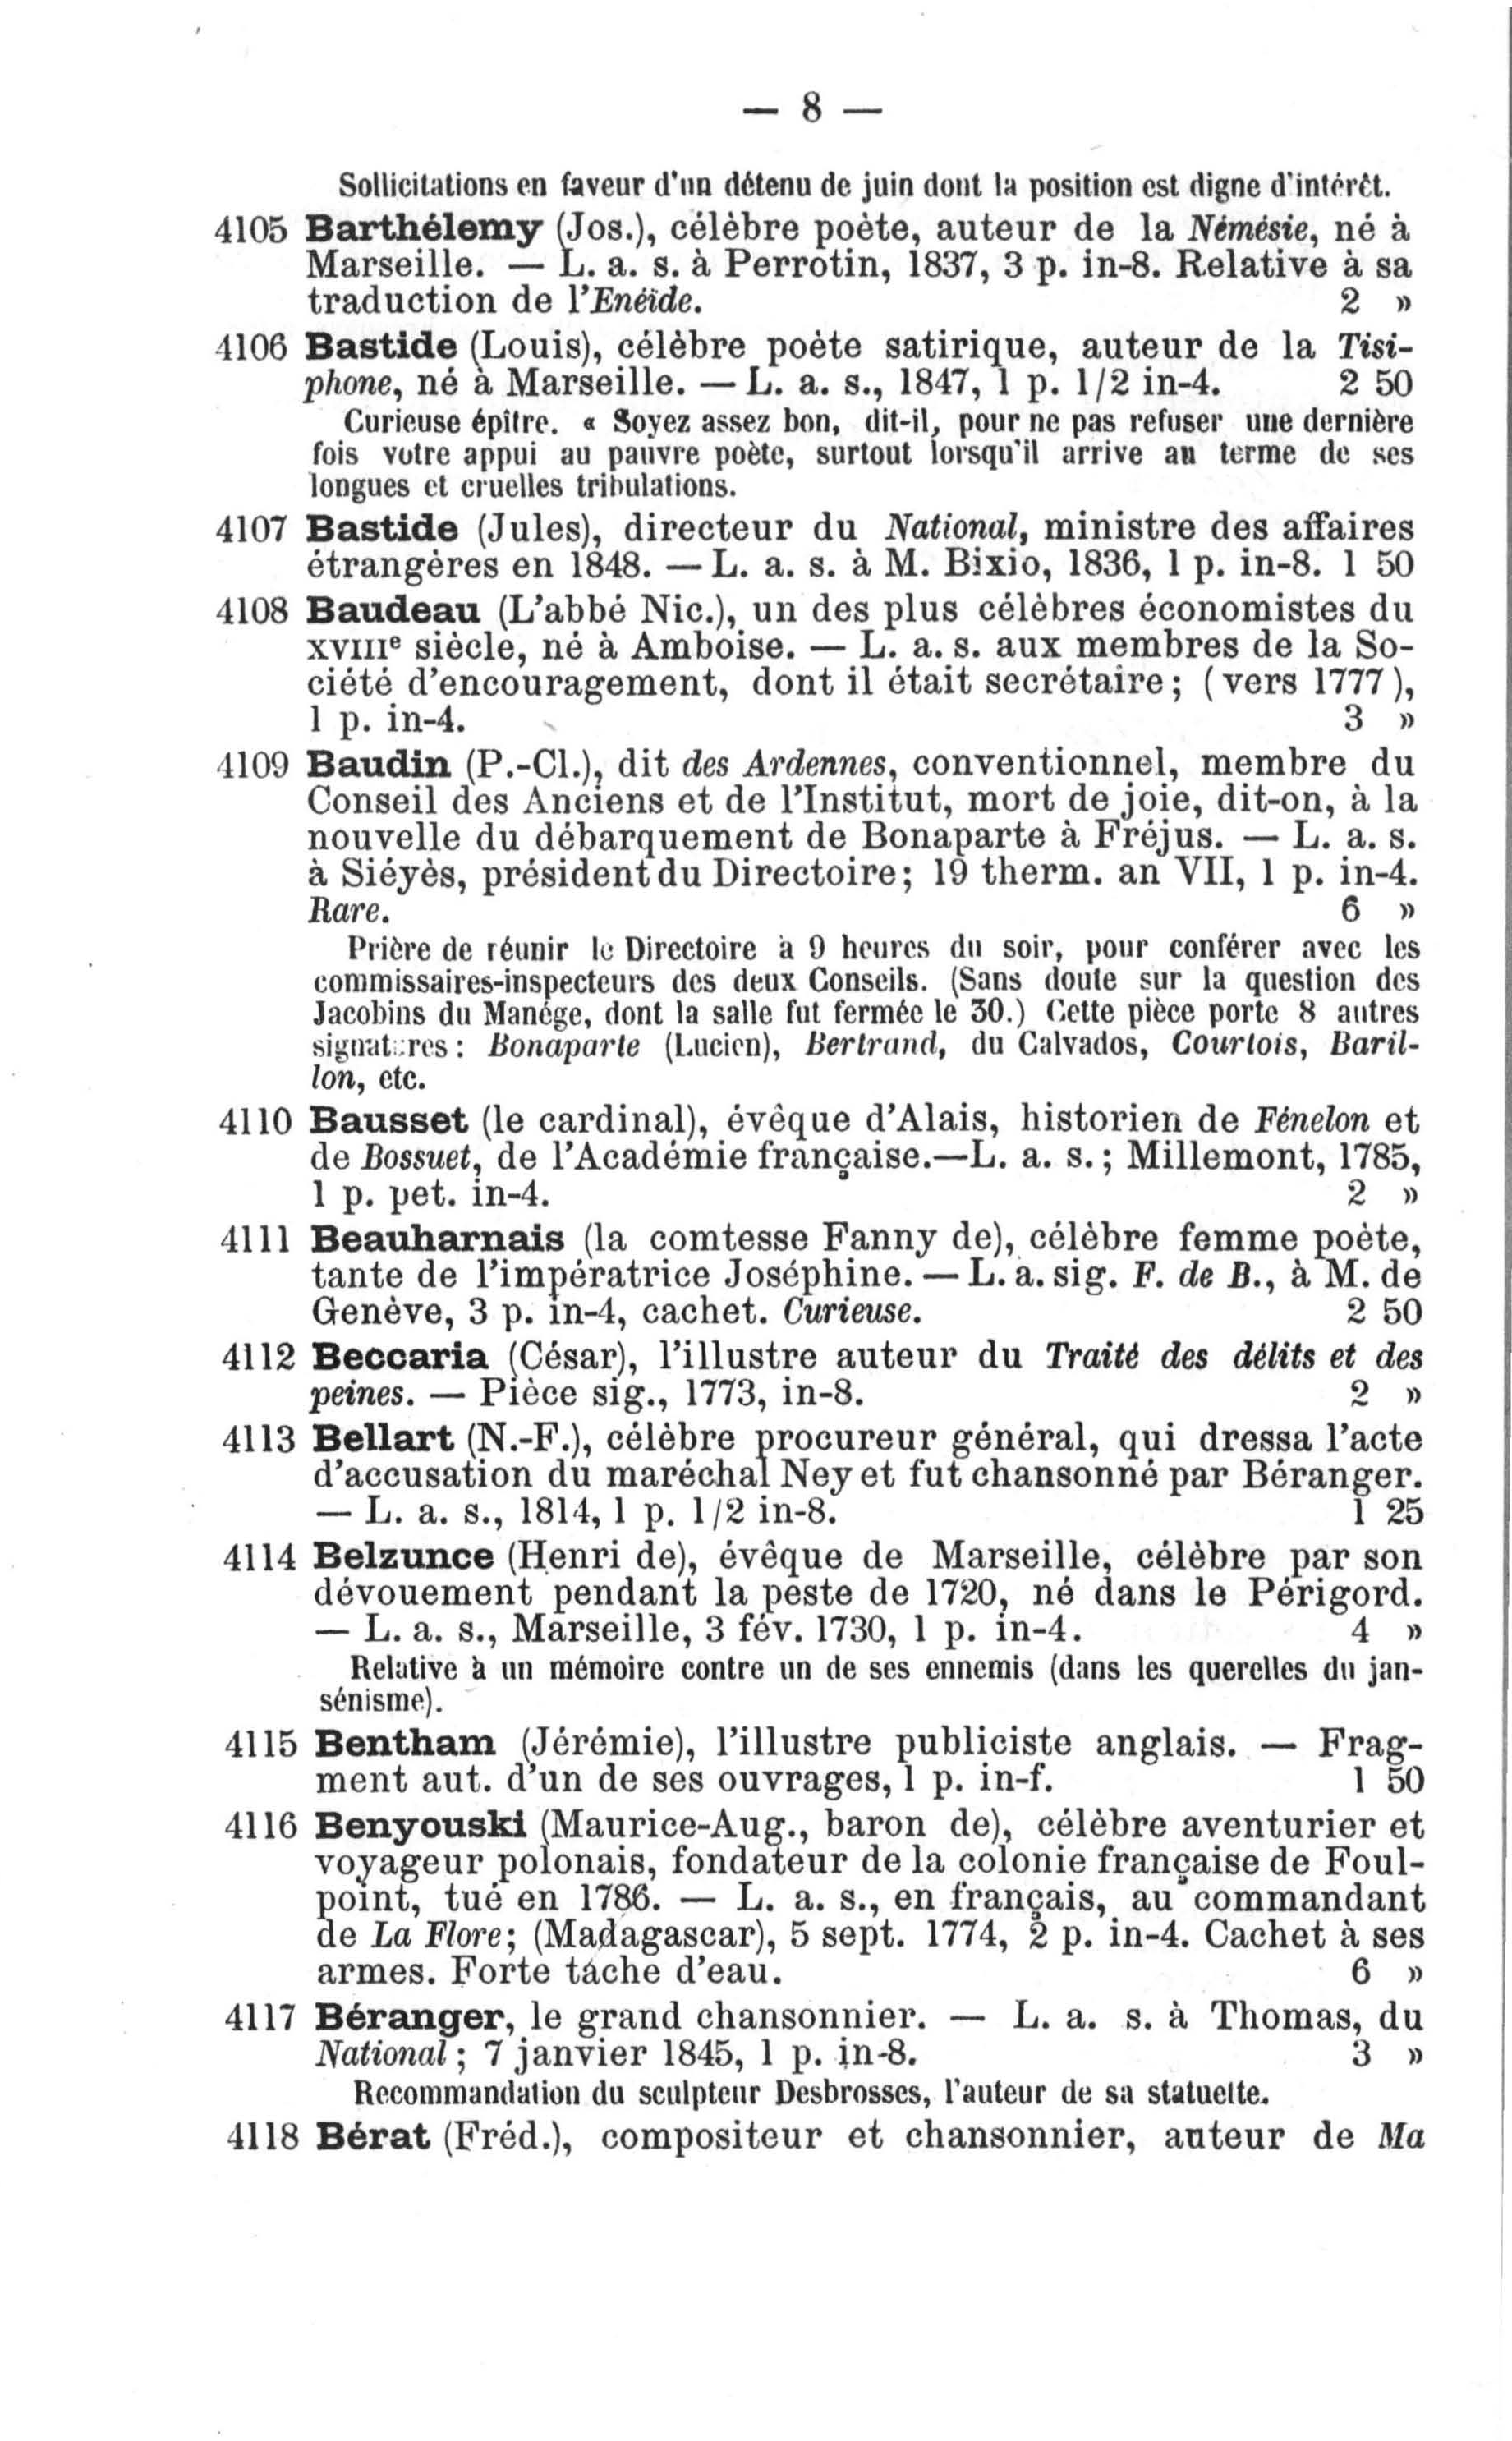 — 8 —
Sollicitations en faveur d'un détenu de juin dont la position est digne d'intérêt.
4105 Barthélemy (Jos.), célèbre poète, auteur de la Némésie, né à
Marseille. — L. a. s. à Perrotin, 1837, 3 p. in-8. Relative à sa
traduction de l'Enéide. 2 »
4106 Bastide (Louis), célèbre poète satirique, auteur de la Tisi-
phone, né à Marseille. — L. a. s., 1847, 1 p. 1/2 in-4. 2 50
Curieuse épître. « Soyez assez bon, dit-il, pour ne pas refuser une dernière
fois votre appui au pauvre poète, surtout lorsqu'il arrive au terme de ses
longues et cruelles tribulations.
4107 Bastide (Jules), directeur du National, ministre des affaires
étrangères en 1848. — L. a. s. à M. Bixio, 1836, 1 p. in-8. 1 50
4108 Baudeau (L'abbé Nic.), un des plus célèbres économistes du
XVIIIe siècle, né à Amboise. — L. a. s. aux membres de la So-
ciété d'encouragement, dont il était secrétaire; (vers 1777),
1 p. in-4. 3 »
4109 Baudin (P.-Cl.), dit des Ardennes, conventionnel, membre du
Conseil des Anciens et de l'Institut, mort de joie, dit-on, à la
nouvelle du débarquement de Bonaparte à Fréjus. — L. a. s.
à Siéyès, président du Directoire; 19 therm. an VII, 1 p. in-4.
Rare. 6 »
Prière de réunir le Directoire à 9 heures du soir, pour conférer avec les
commissaires-inspecteurs des deux Conseils. (Sans doute sur la question des
Jacobins du Manége, dont la salle fut fermée le 30.) Cette pièce porte 8 autres
signatures : Bonaparte (Lucien), Bertrand, du Calvados, Courtois, Baril-
lon, etc.
4110 Bausset (le cardinal), évêque d'Alais, historien de Fénelon et
de Bossuet, de l'Académie française.—L. a. s.; Millemont, 1785,
1 p. pet. in-4. 2 »
4111 Beauharnais (la comtesse Fanny de), célèbre femme poète,
tante de l'impératrice Joséphine. — L. a. sig. F. de B., à M. de
Genève, 3 p. in-4, cachet. Curieuse. 2 50
4112 Beccaria (César), l'illustre auteur du Traité des délits et des
peines. — Pièce sig., 1773, in-8. 2 »
4113 Bellart (N.-F.), célèbre procureur général, qui dressa l'acte
d'accusation du maréchal Ney et fut chansonné par Béranger.
— L. a. s., 1814, 1 p. 1/2 in-8. 1 25
4114 Belzunce (Henri de), évêque de Marseille, célèbre par son
dévouement pendant la peste de 1720, né dans le Périgord.
— L. a. s., Marseille, 3 fév. 1730, 1 p. in-4. 4 »
Relative à un mémoire contre un de ses ennemis (dans les querelles du jan-
sénisme).
4115 Bentham (Jérémie), l'illustre publiciste anglais. — Frag-
ment aut. d'un de ses ouvrages, 1 p. in-f. 1 50
4116 Benyouski (Maurice-Aug., baron de), célèbre aventurier et
voyageur polonais, fondateur de la colonie française de Foul-
point, tué en 1786. — L. a. s., en français, au commandant
de La Flore; (Madagascar), 5 sept. 1774, 2 p. in-4. Cachet à ses
armes. Forte tâche d'eau. 6 »
4117 Béranger, le grand chansonnier. — L. a. s. à Thomas, du
National; 7 janvier 1845, 1 p. in-8. 3 »
Recommandation du sculpteur Desbrosses, l'auteur de sa statuette.
4118 Bérat (Fréd.), compositeur et chansonnier, auteur de Ma